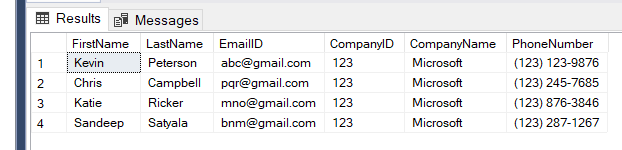 Results Messages
FirstName LastName EmailID CompanyID CompanyName PhoneNumber
1 Kevin Peterson abc@gmail.com 123 Microsoft (123) 123-9876
2 Chris Campbell pqr@gmail.com 123 Microsoft (123) 245-7685
3 Katie Ricker mno@gmail.com 123 Microsoft (123) 876-3846
4 Sandeep Satyala bnm@gmail.com 123 Microsoft (123) 287-1267